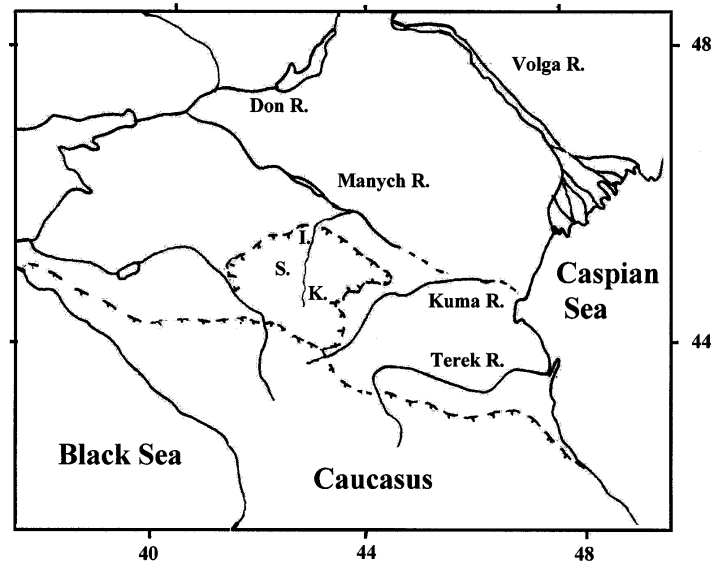 48
Volga R.
Don R.
Manych R.
I.
S.
K.
Caspian
Sea
Kuma R.
44
Terek R.
Black Sea
Caucasus
40
44
48